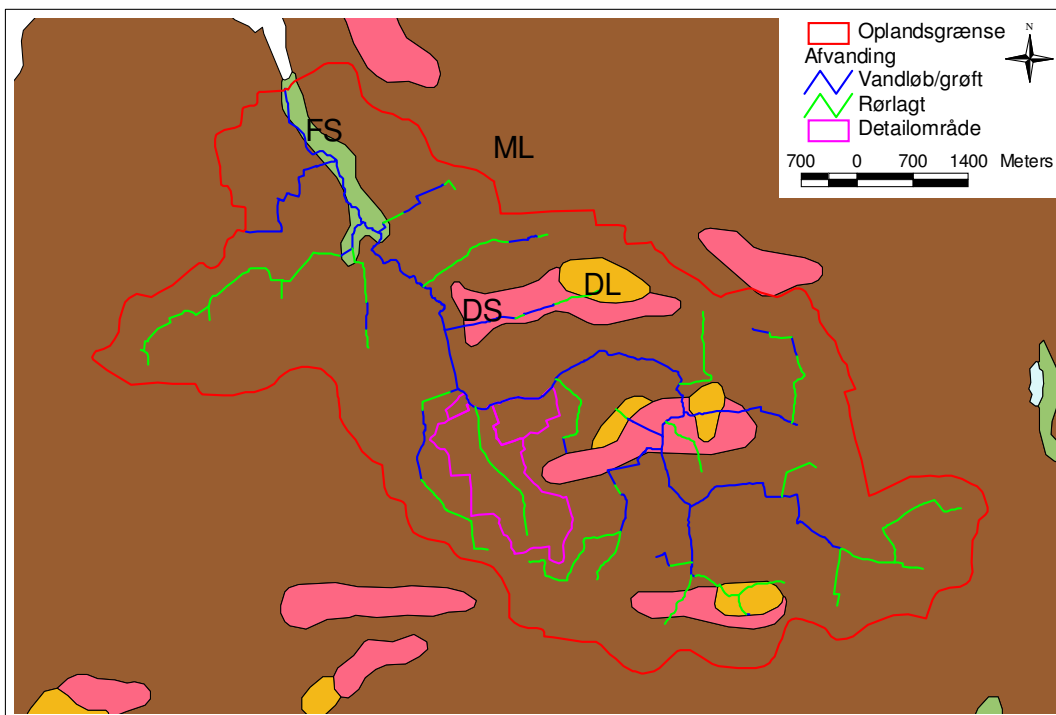 Oplandsgrænse
N
Afvanding
Vandløb/grøft
Rørlagt
Detailområde
700 0 700 1400 Meters
FS
ML
DL
DS